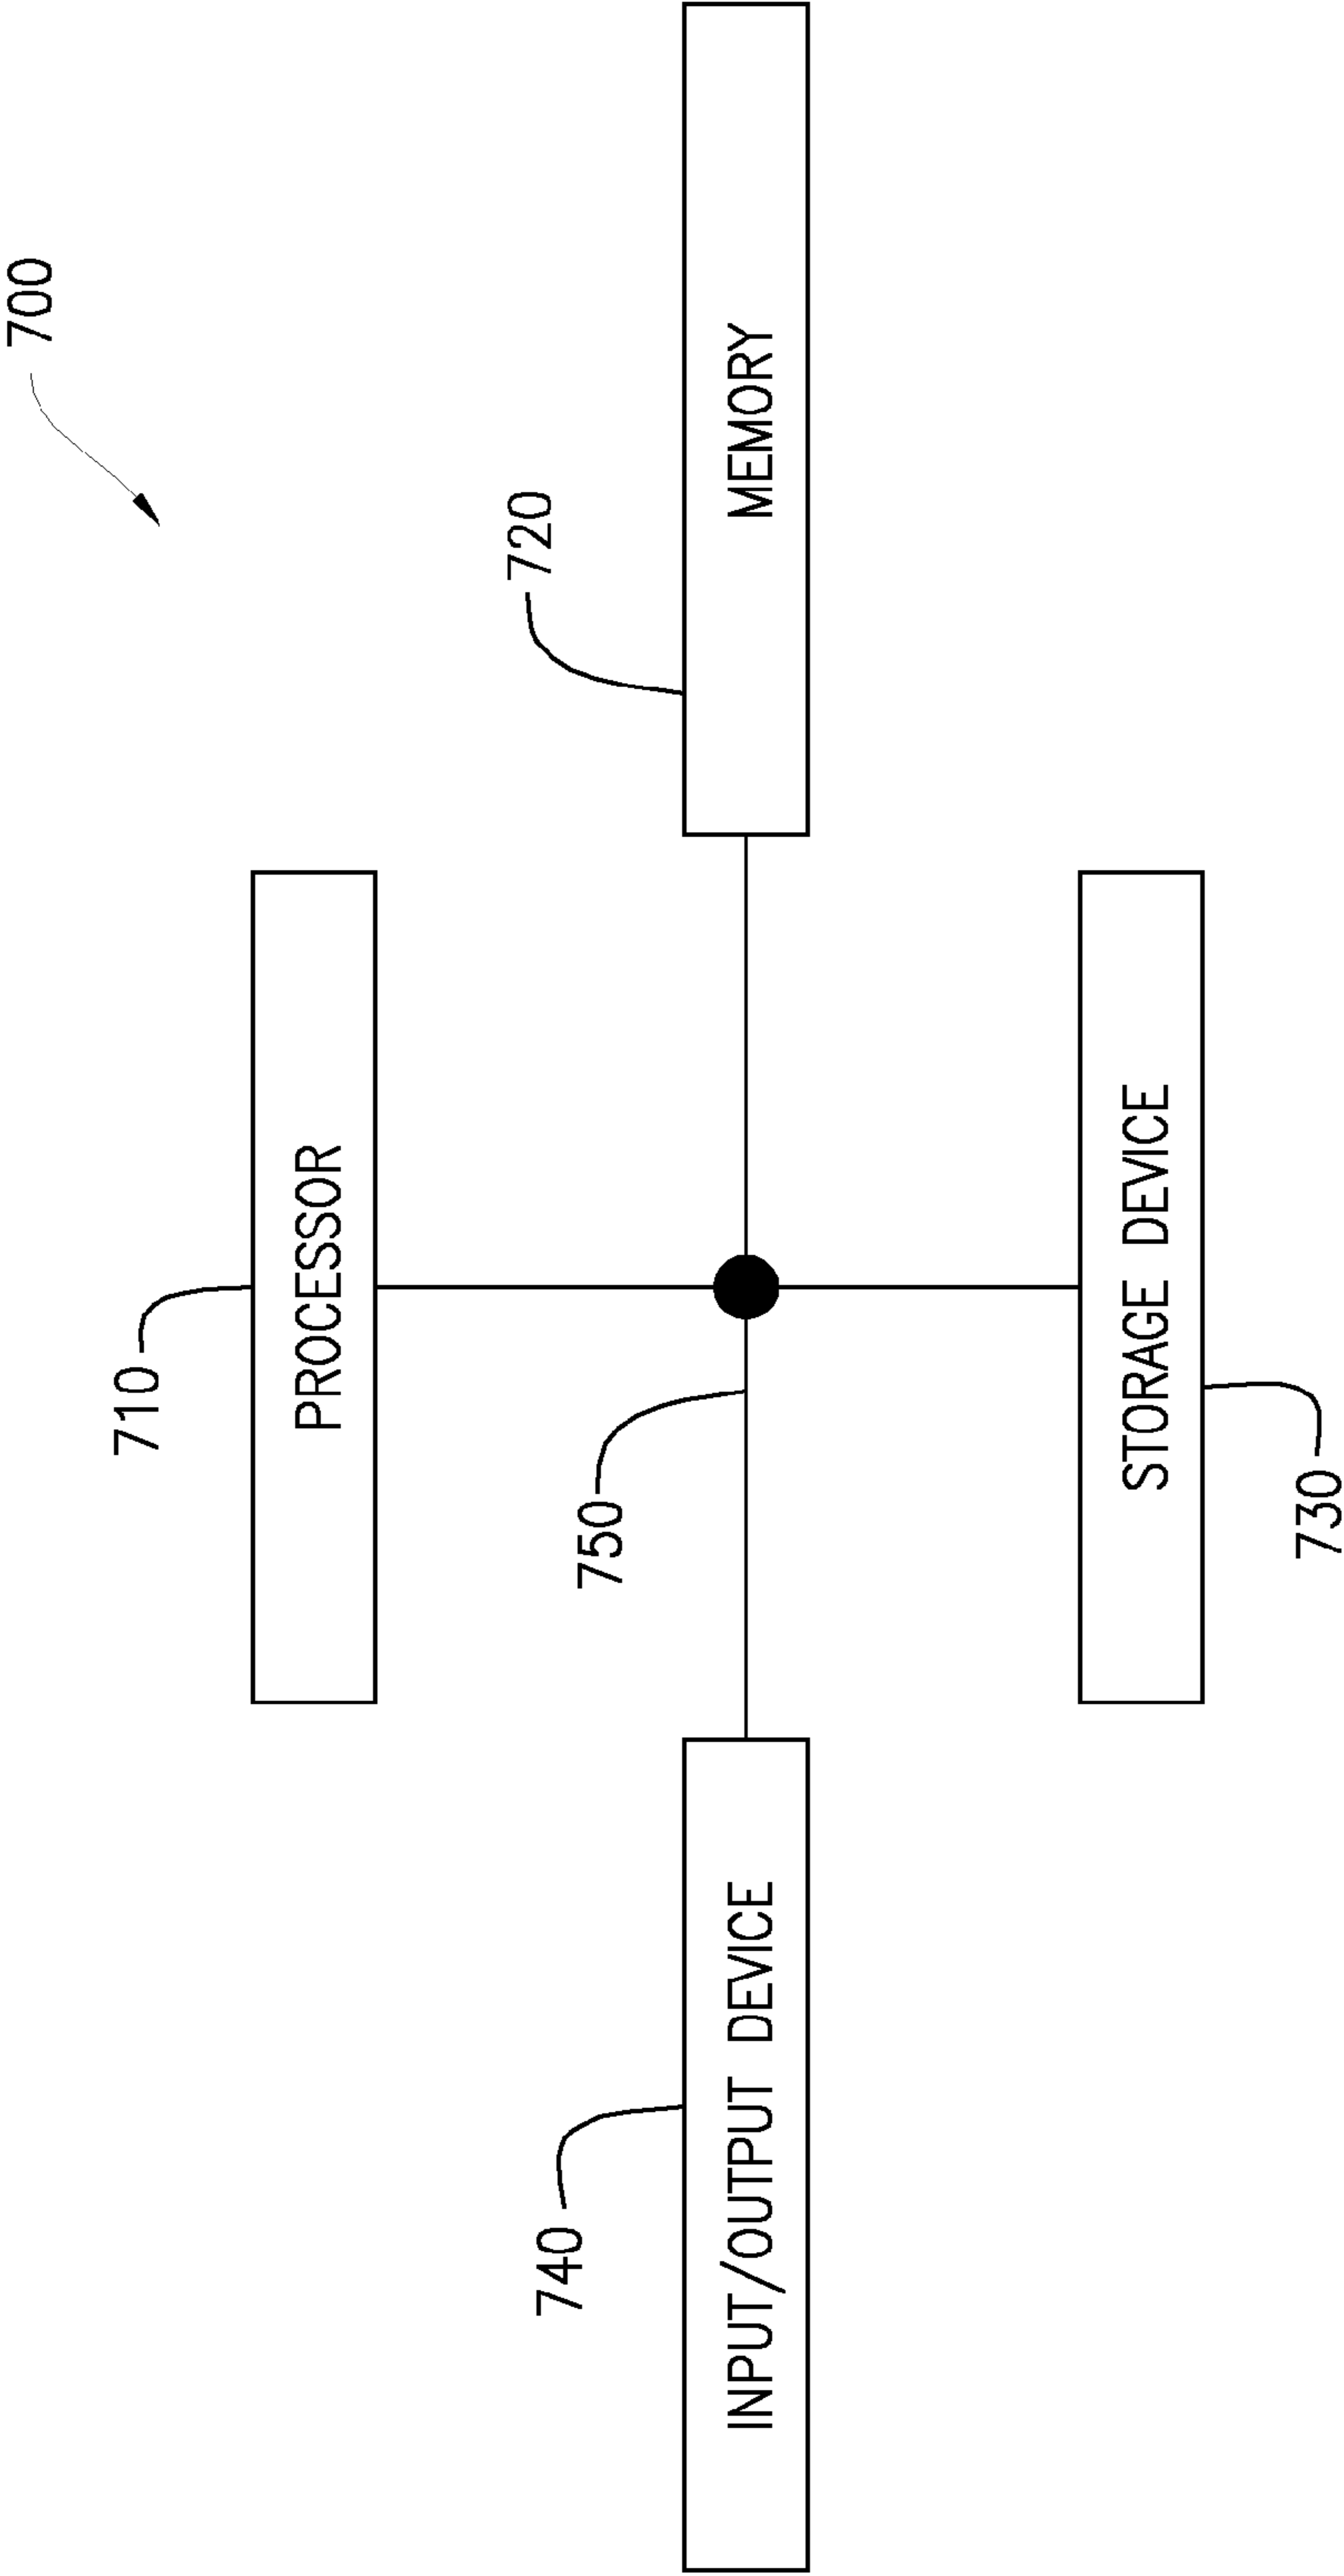 700
710
PROCESSOR
740
INPUT/OUTPUT DEVICE
750
720
MEMORY
STORAGE DEVICE
730